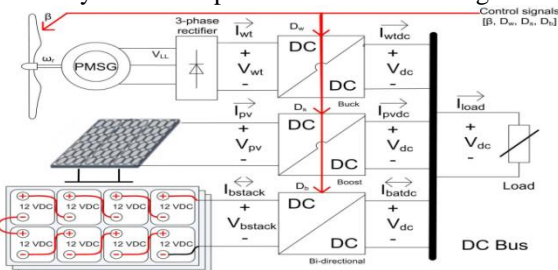 3-phase
rectifier
Control signals
[β, Dw, Ds, Db]
β
ωr
PMSG
VLL
Iwt
+
Vwt
-
Dw
DC
DC
Buck
Iwtdc
+
Vdc
-
Ipv
+
Vpv
-
Ds
DC
DC
Boost
Ipvdc
+
Vdc
-
Iload
+
Vdc
-
Load
12 VDC 12 VDC 12 VDC 12 VDC
12 VDC 12 VDC 12 VDC 12 VDC
Ibstack
+
Vbstack
-
Db
DC
DC
Bi-directional
Ibatdc
+
Vdc
-
DC Bus